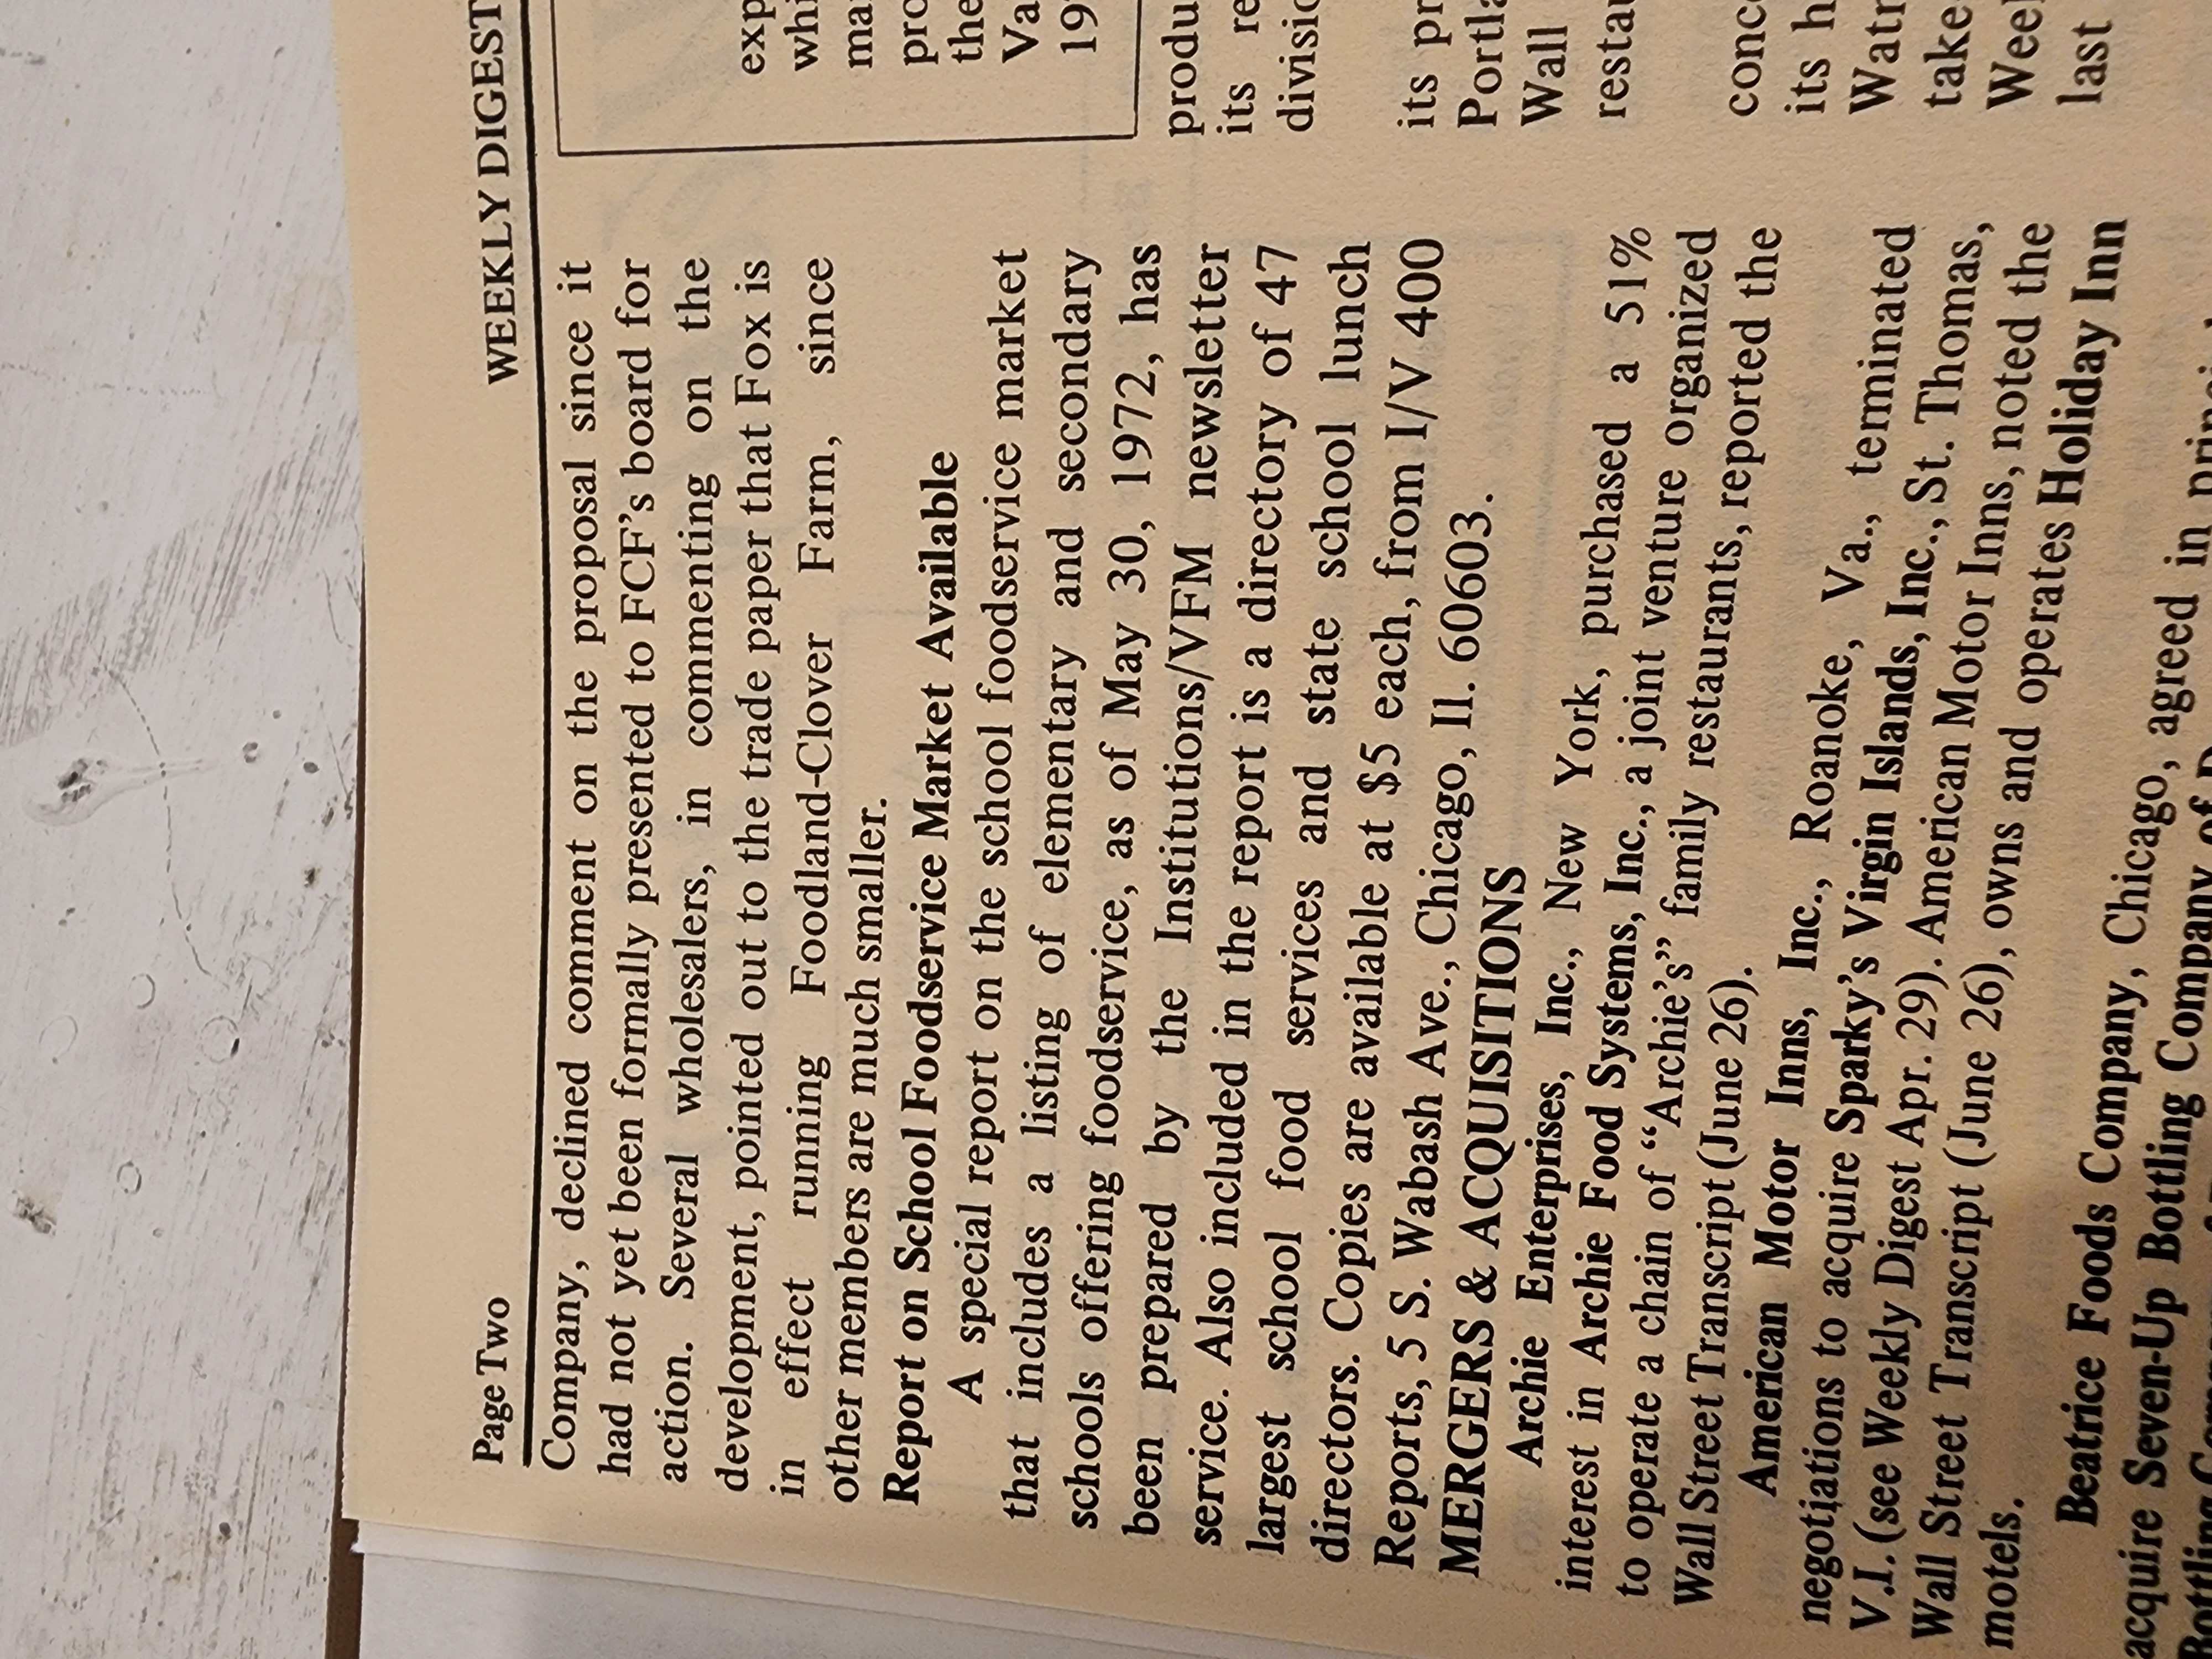 Page Two
WEEKLY DIGEST
Company, declined comment on the proposal since it
had not yet been formally presented to FCF's board for
action. Several wholesalers, in commenting on the
development, pointed out to the trade paper that Fox is
in effect running Foodland-Clover Farm, since
other members are much smaller.
Report on School Foodservice Market Available
A special report on the school foodservice market
that includes a listing of elementary and secondary
schools offering foodservice, as of May 30, 1972, has
been prepared by the Institutions/VFM newsletter
service. Also included in the report is a directory of 47
largest school food services and state school lunch
directors. Copies are available at $5 each, from I/V 400
Reports, 5 S. Wabash Ave., Chicago, Il. 60603.
MERGERS & ACQUISITIONS
Archie Enterprises, Inc., New York, purchased a 51%
interest in Archie Food Systems, Inc., a joint venture organized
to operate a chain of “Archie's” family restaurants, reported the
Wall Street Transcript (June 26).
American Motor Inns, Inc., Roanoke, Va., terminated
negotiations to acquire Sparky's Virgin Islands, Inc., St. Thomas,
V.I. (see Weekly Digest Apr. 29). American Motor Inns, noted the
Wall Street Transcript (June 26), owns and operates Holiday Inn
motels.
Beatrice Foods Company, Chicago, agreed in
acquire Seven-Up Bottling Company of
its re
its pr
Wall
its h
take
last